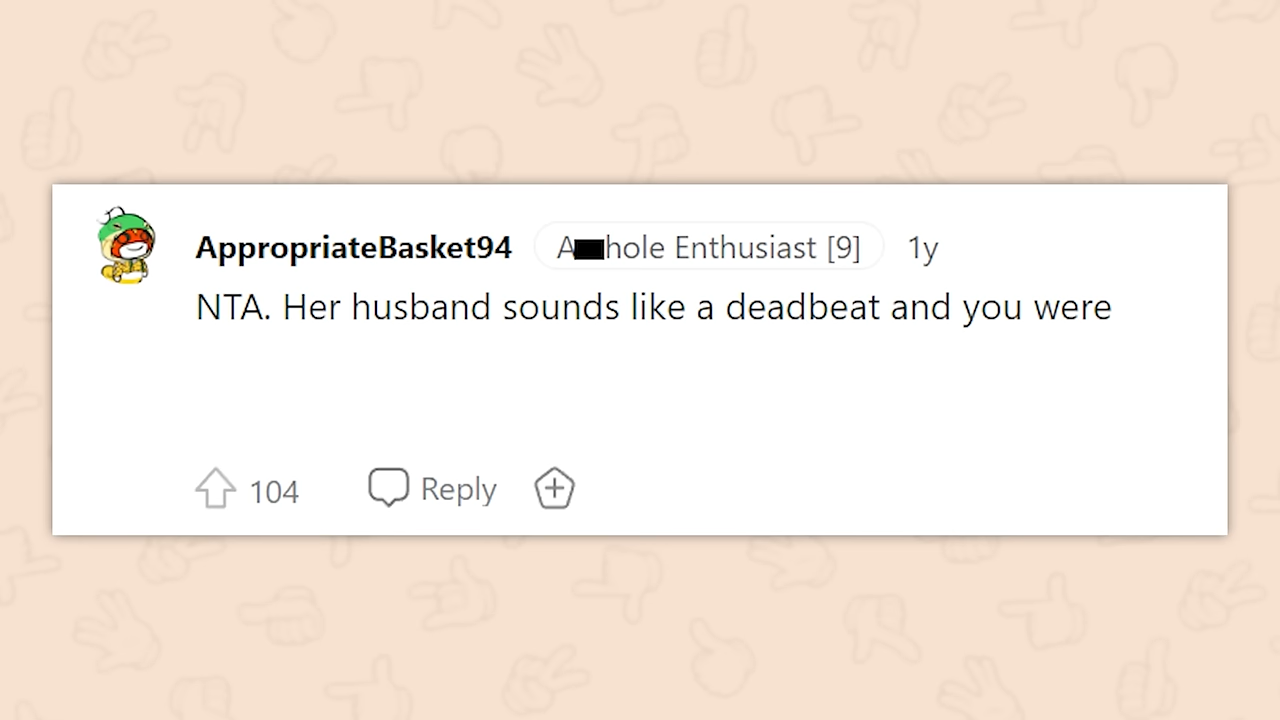 AppropriateBasket94 A hole Enthusiast [9] 1y
NTA. Her husband sounds like a deadbeat and you were
104 Reply